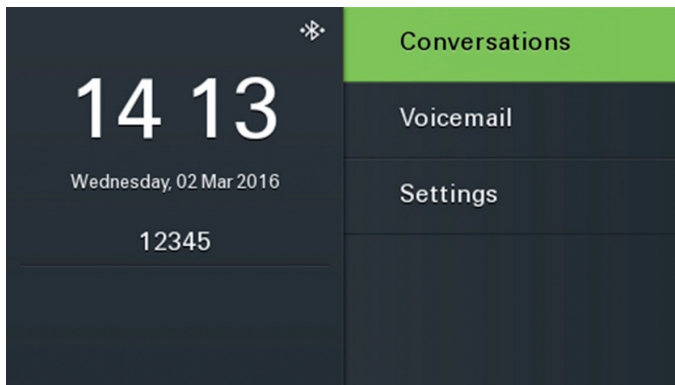 14 13
Wednesday, 02 Mar 2016
12345
Conversations
Voicemail
Settings